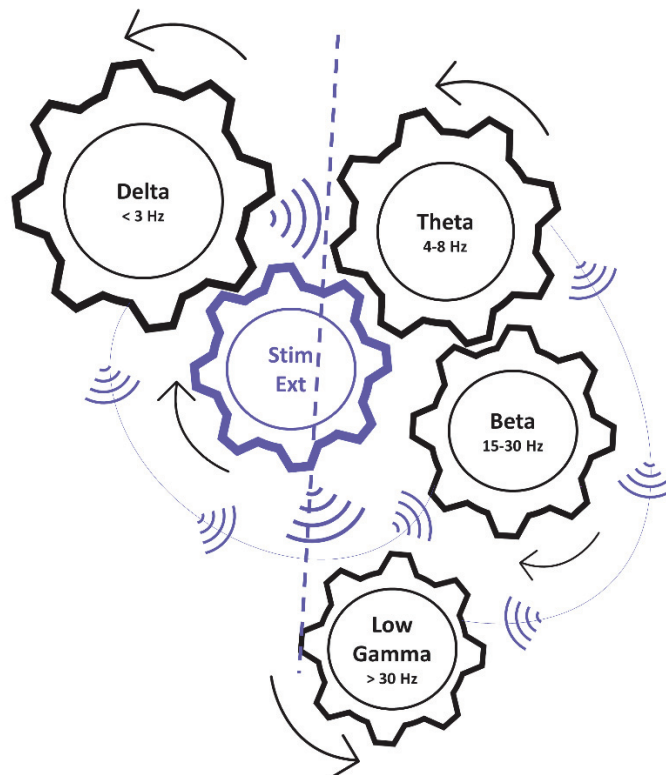 Delta
< 3 Hz
Theta
4-8 Hz
Stim
Ext
Beta
15-30 Hz
Low
Gamma
> 30 Hz